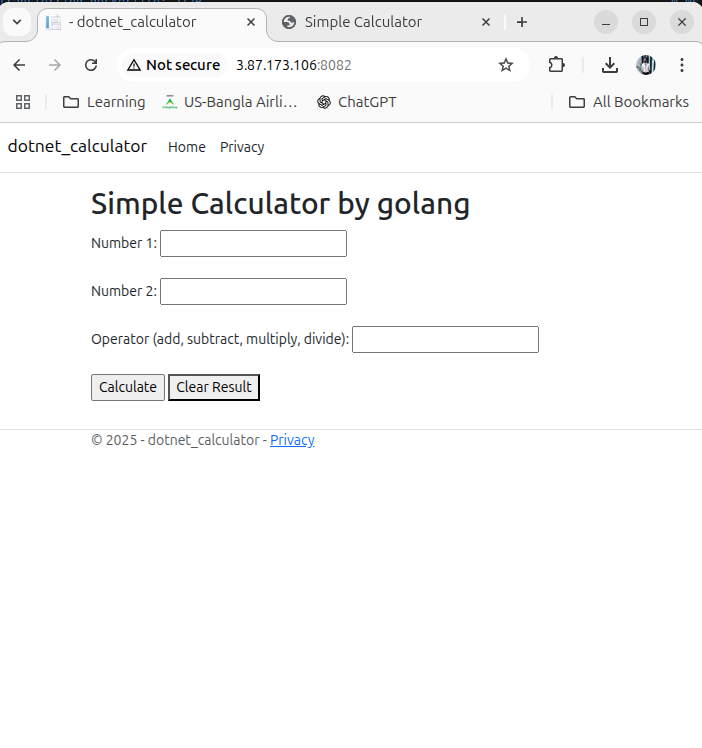 - dotnet_calculator
Simple Calculator
Not secure 3.87.173.106:8082
Learning US-Bangla Airli... ChatGPT All Bookmarks
dotnet_calculator Home Privacy
Simple Calculator by golang
Number 1:
Number 2:
Operator (add, subtract, multiply, divide):
Calculate Clear Result
© 2025 - dotnet_calculator - Privacy